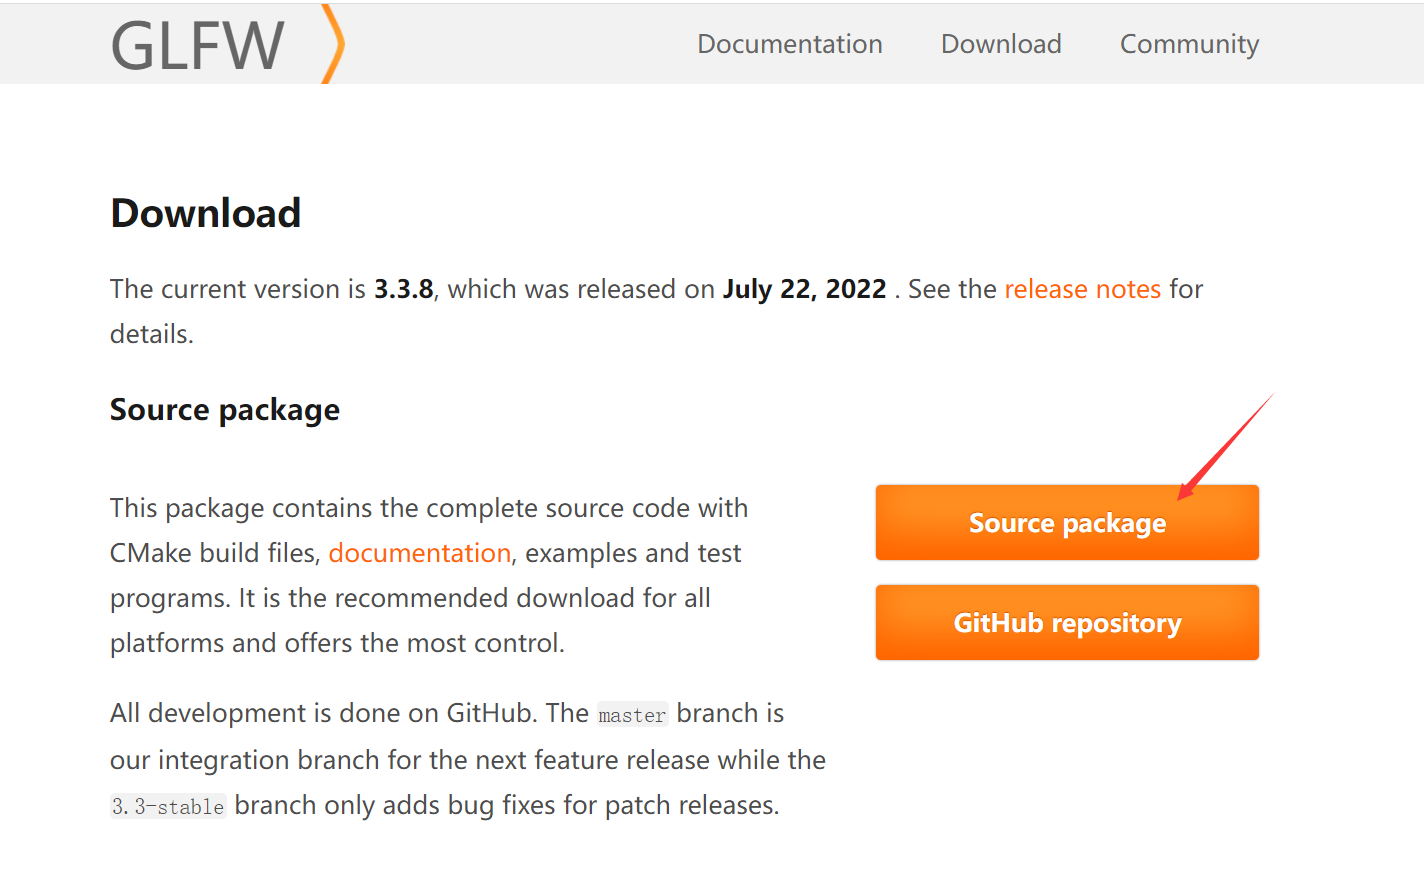 GLFW
Documentation Download Community
Download
The current version is 3.3.8, which was released on July 22, 2022 . See the release notes for
details.
Source package
This package contains the complete source code with
CMake build files, documentation, examples and test
programs. It is the recommended download for all
platforms and offers the most control.
Source package
GitHub repository
All development is done on GitHub. The master branch is
our integration branch for the next feature release while the
3.3-stable branch only adds bug fixes for patch releases.